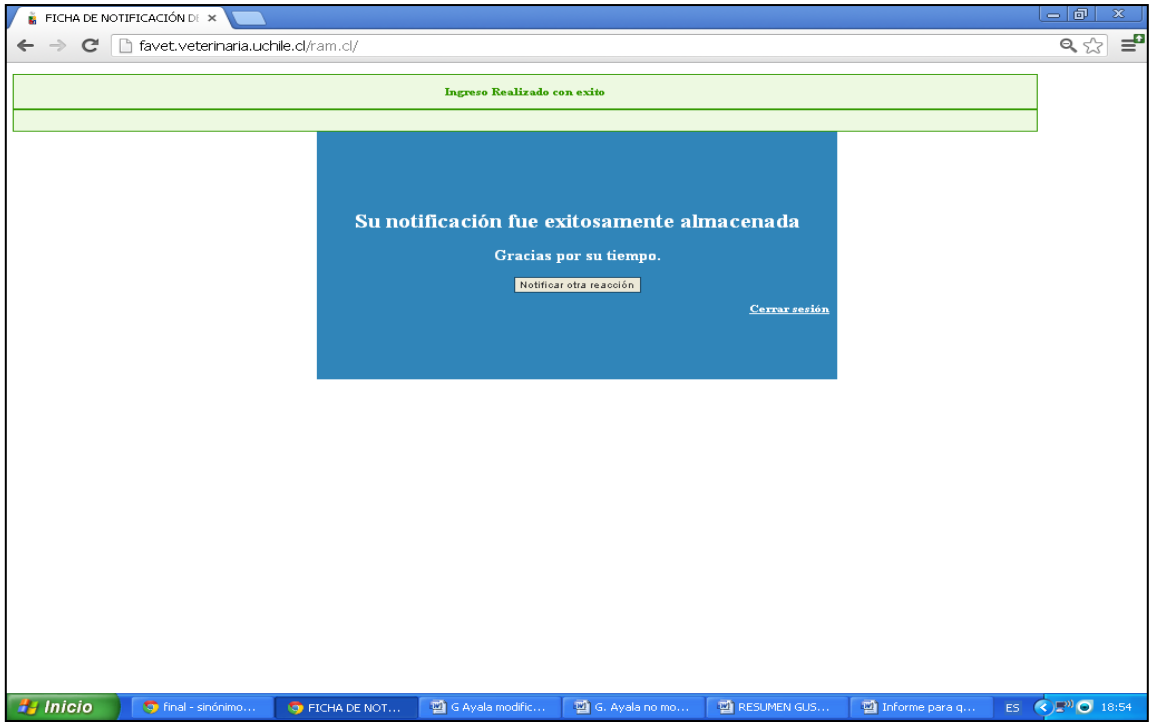 FICHA DE NOTIFICACIÓN DE
favet.veterinaria.uchile.cl/ram.cl/
Ingreso Realizado con exito
Su notificación fue exitosamente almacenada
Gracias por su tiempo.
Notificar otra reacción
Cerrar sesión
Inicio
final - sinónimo...
FICHA DE NOT...
G Ayala modific...
G. Ayala no mo...
RESUMEN GUS...
Informe para q...
ES
18:54